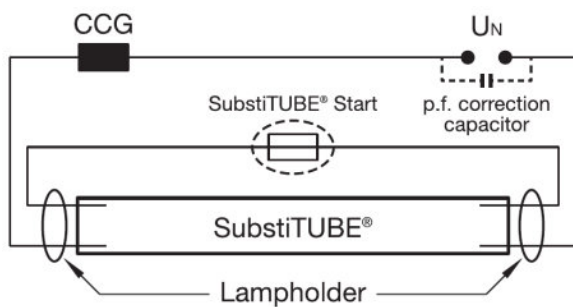 CCG
UN
SubstiTUBE® Start
p.f. correction
capacitor
SubstiTUBE®
Lampholder